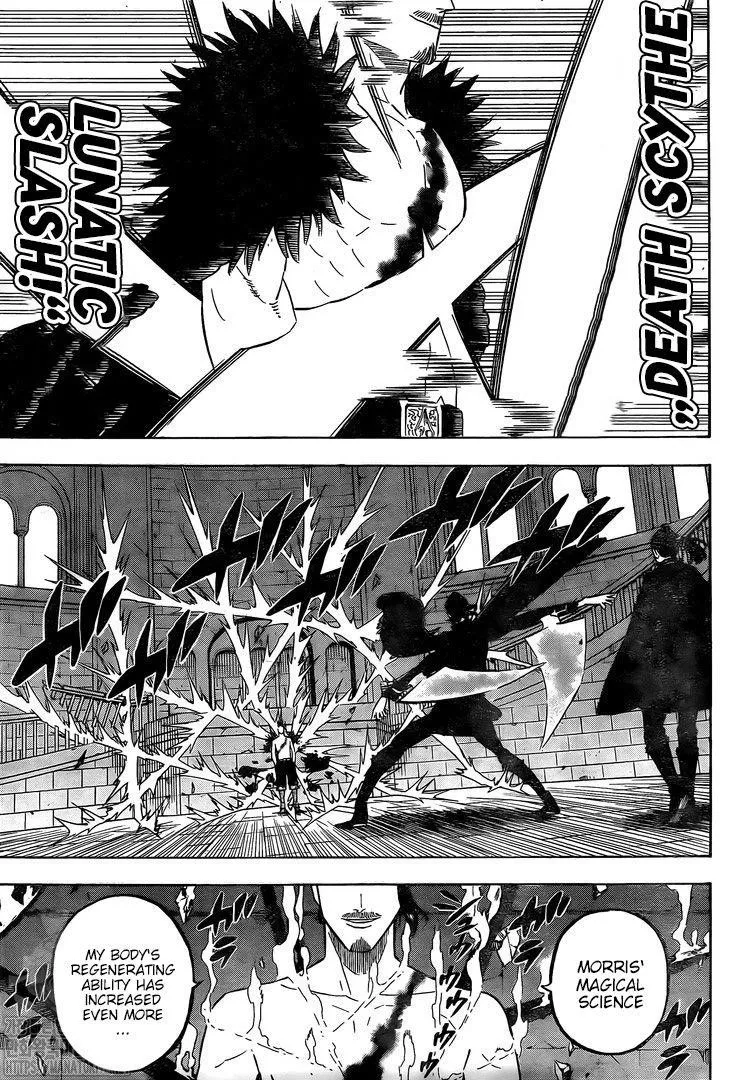 "DEATH SCYTHE
LUNATIC
SLASH!"
MORRIS'
MAGICAL
SCIENCE
MY BODY'S
REGENERATING
ABILITY HAS
INCREASED
EVEN MORE
...